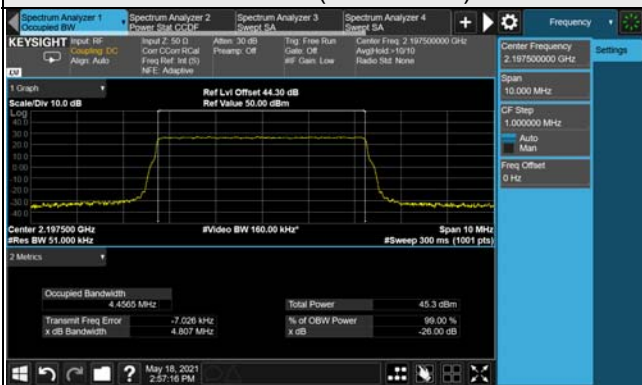 Spectrum Analyzer 1
Occupied BW
Spectrum Analyzer 2
Power Stat CCDF
Spectrum Analyzer 3
Swept SA
Spectrum Analyzer 4
Swept SA
Frequency
KEYSIGHT
Input: RF
Coupling: DC
Align: Auto
Input Z: 50 Ω
Corr CCorr RCal
Freq Ref: Int (S)
NFE: Adaptive
Atten: 30 dB
Preamp: Off
Trig: Free Run
Gate: Off
#IF Gain: Low
Center Freq: 2.197500000 GHz
Avg|Hold:>10/10
Radio Std: None
LXI
Center Frequency
2.197500000 GHz
Settings
Span
10.000 MHz
CF Step
1.000000 MHz
Auto
Man
Freq Offset
0 Hz
1 Graph
Scale/Div 10.0 dB
Ref Lvl Offset 44.30 dB
Ref Value 50.00 dBm
Log
40.0
30.0
20.0
10.0
0.00
-10.0
-20.0
-30.0
-40.0
Center 2.197500 GHz
#Res BW 51.000 kHz
#Video BW 160.00 kHz*
Span 10 MHz
#Sweep 300 ms (1001 pts)
2 Metrics
Occupied Bandwidth
4.4565 MHz
Total Power
45.3 dBm
Transmit Freq Error
-7.026 kHz
% of OBW Power
99.00 %
x dB Bandwidth
4.807 MHz
x dB
-26.00 dB
?
May 18, 2021
2:57:16 PM